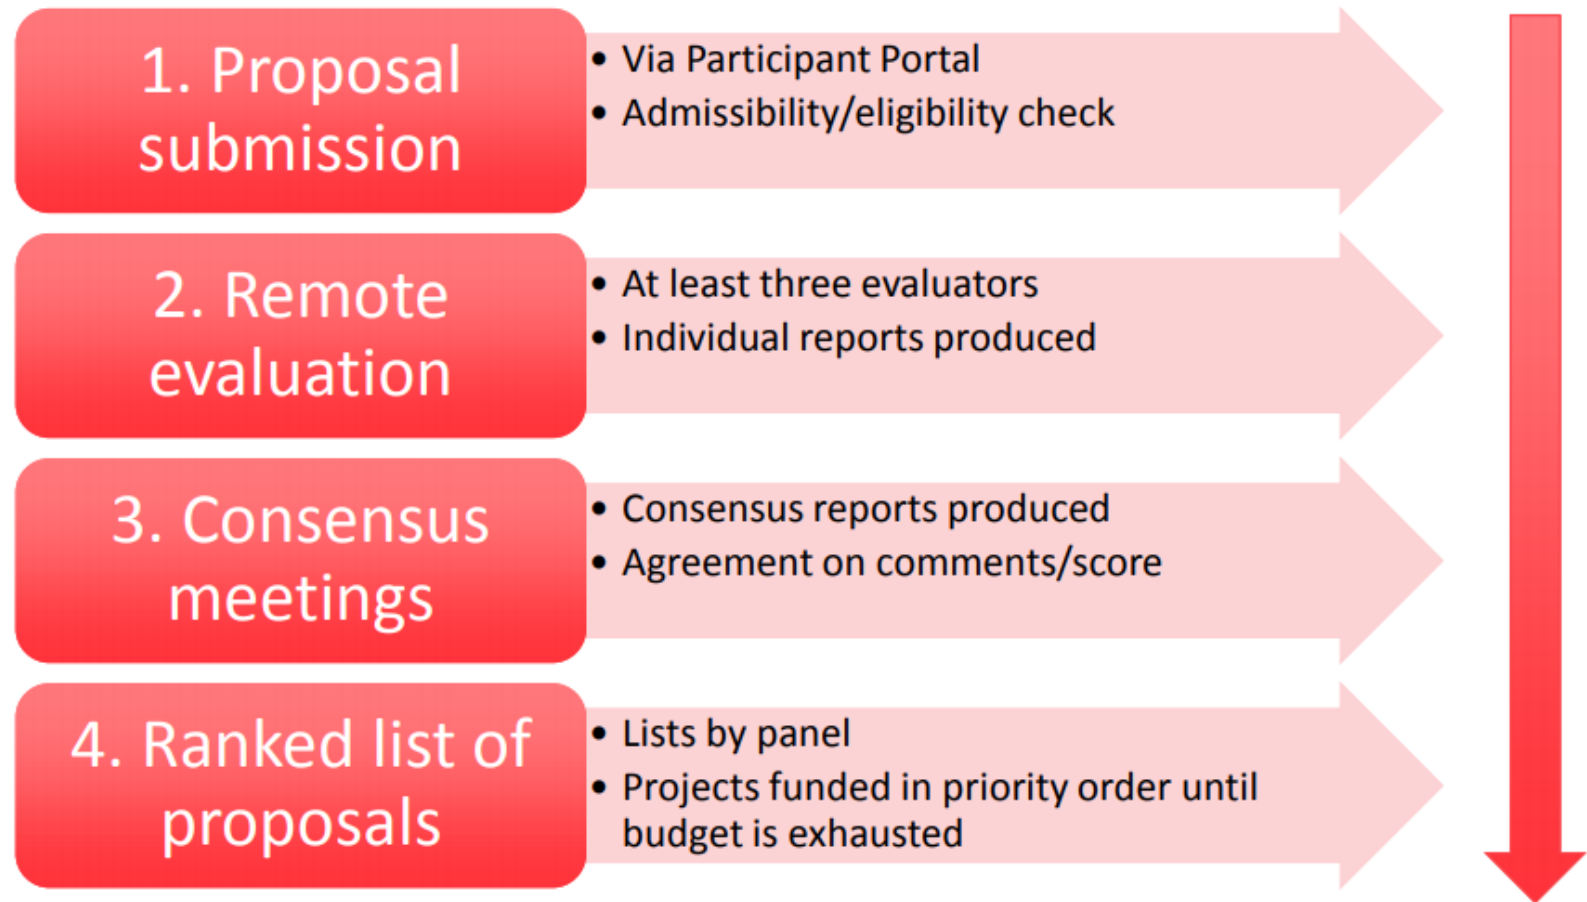 1. Proposal
submission
• Via Participant Portal
• Admissibility/eligibility check
2. Remote
evaluation
• At least three evaluators
• Individual reports produced
3. Consensus
meetings
• Consensus reports produced
• Agreement on comments/score
4. Ranked list of
proposals
• Lists by panel
• Projects funded in priority order until
budget is exhausted